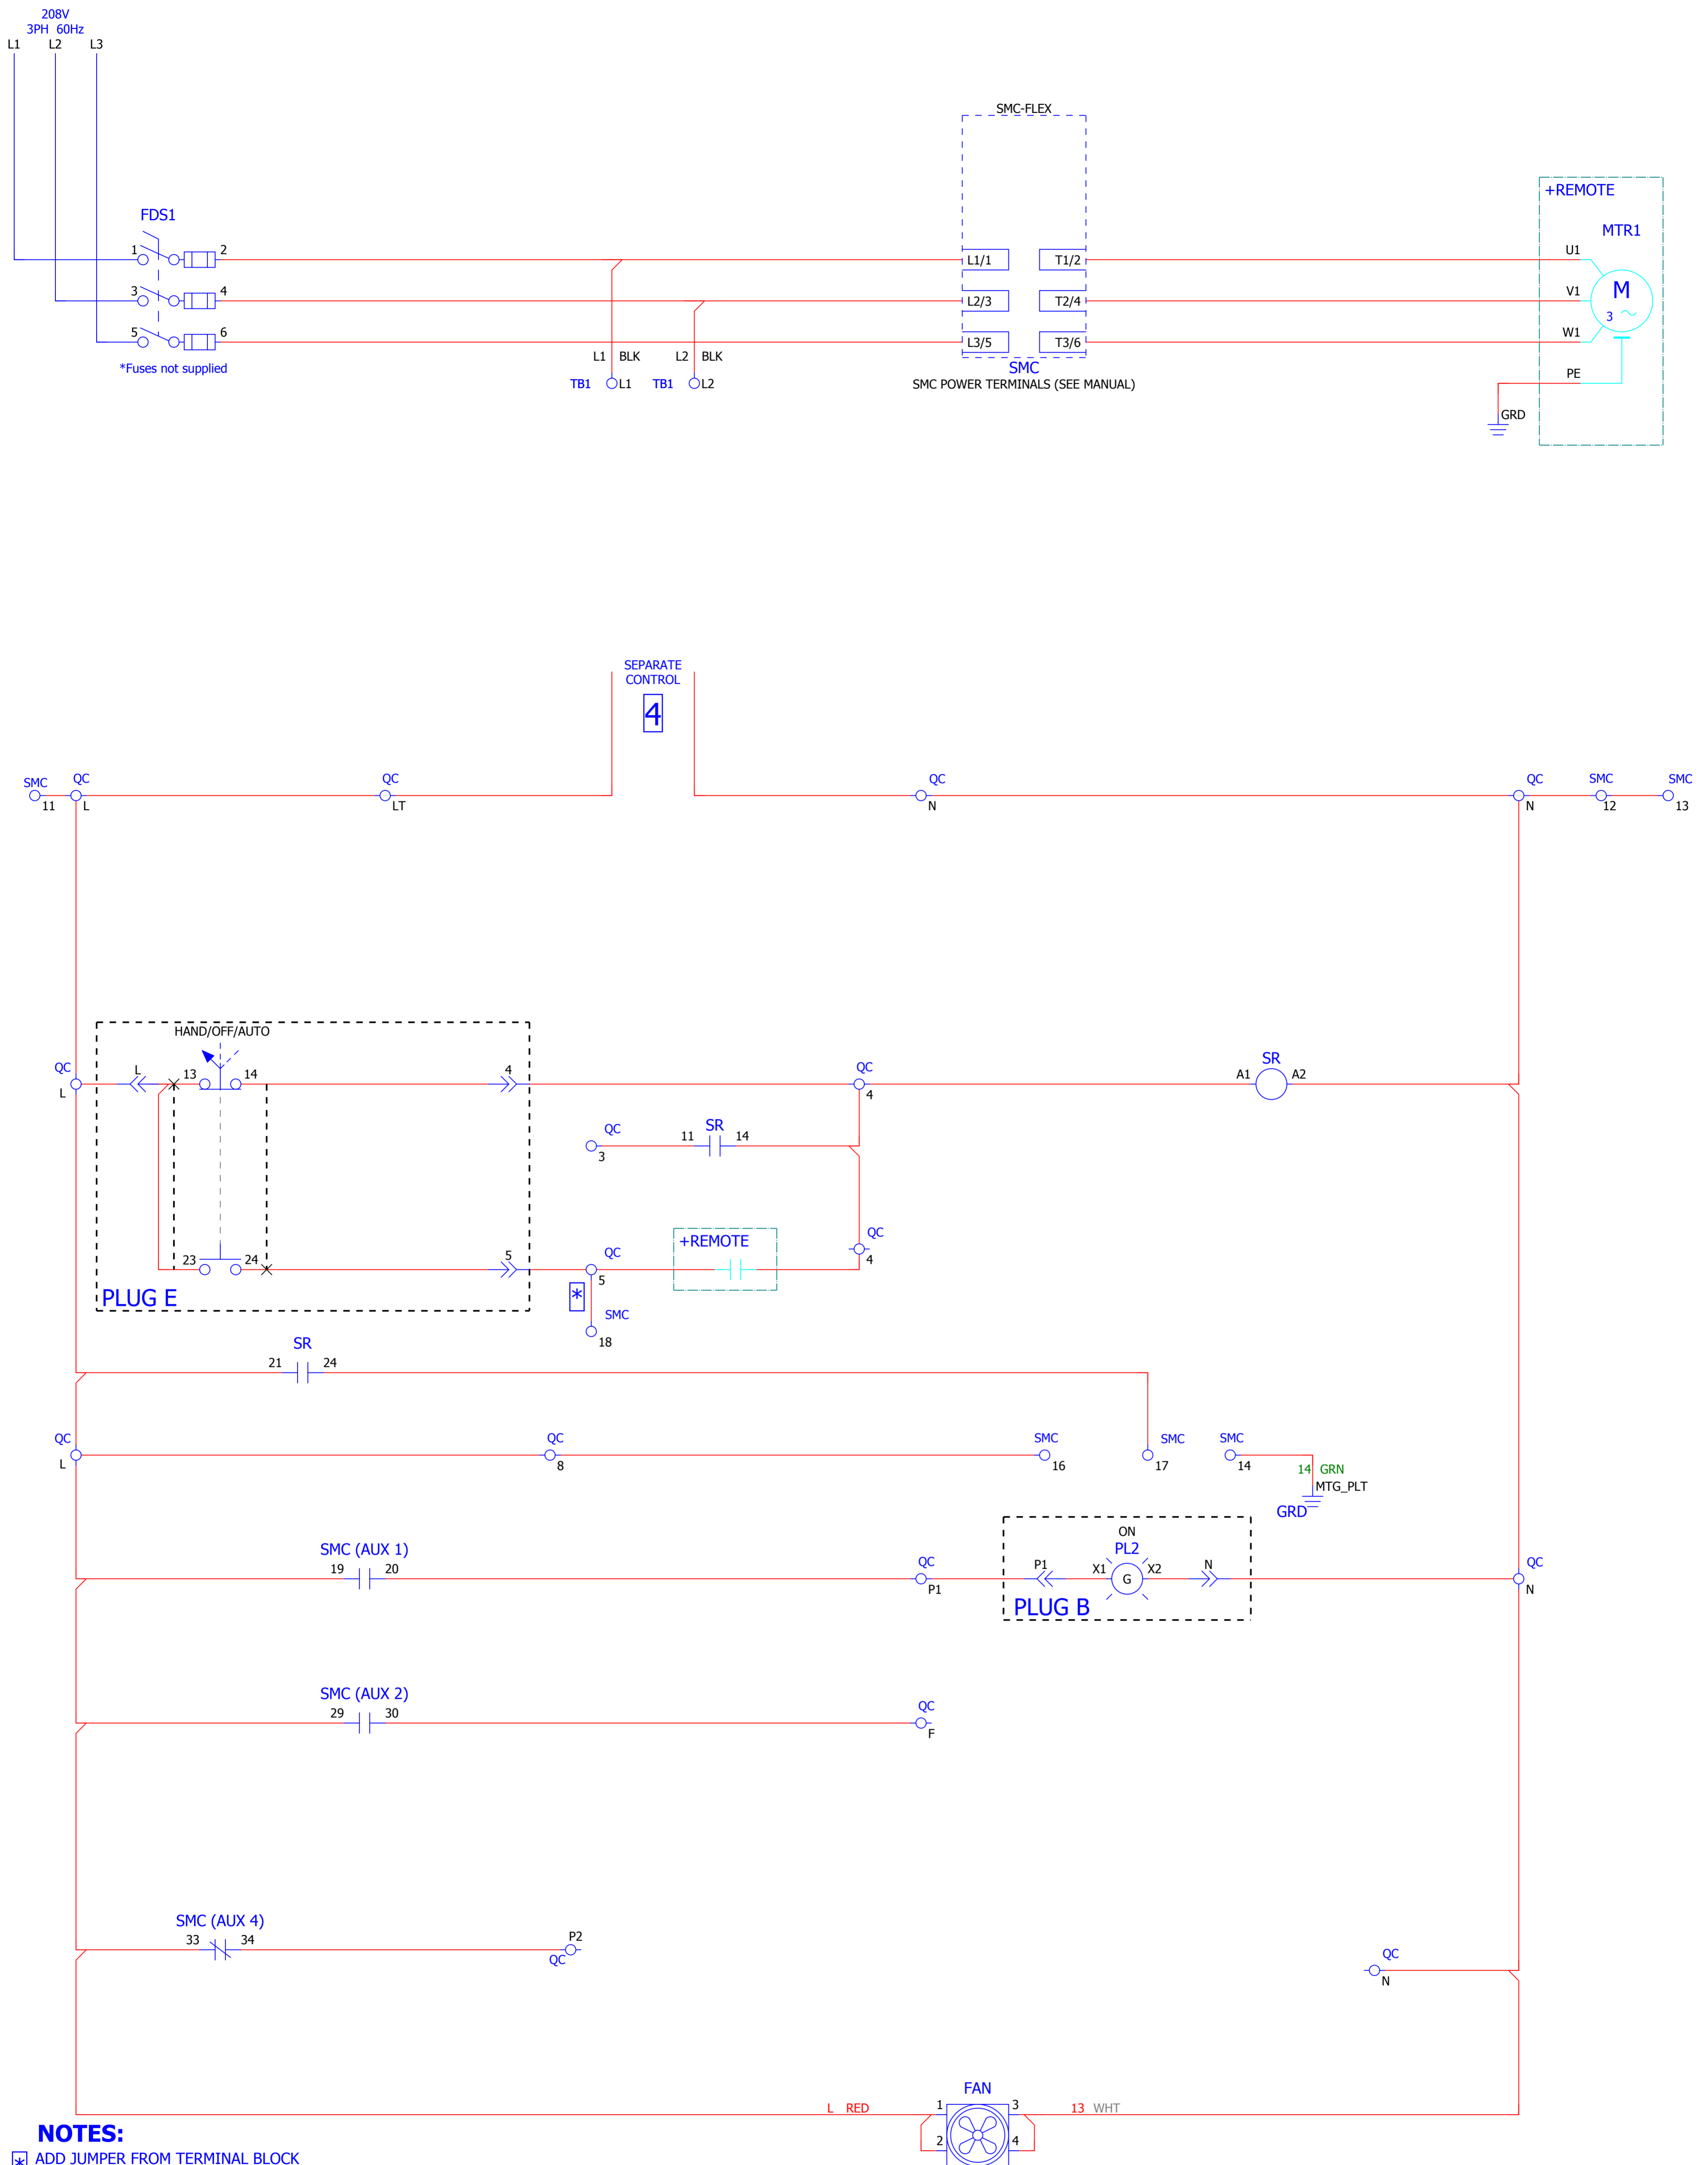 208V
3PH 60Hz
L1 L2 L3
SMC-FLEX
+REMOTE
FDS1
MTR1
1 2
L1/1 T1/2
U1
3 4
L2/3 T2/4
V1
M
3
5 6
L3/5 T3/6
W1
*Fuses not supplied
L1 BLK L2 BLK
SMC
TB1 L1 TB1 L2
SMC POWER TERMINALS (SEE MANUAL)
PE
GRD
SEPARATE
CONTROL
4
SMC QC QC QC QC SMC SMC
11 L LT N N 12 13
HAND/OFF/AUTO
QC L 13 14 4 QC SR
A1 A2
L 4
QC SR
11 14
3
QC
+REMOTE
4
23 24 5 QC
5
PLUG E
*
SMC
18
SR
21 24
QC QC SMC SMC SMC
L 8 16 17 14
14 GRN
MTG_PLT
GRD
ON
PL2
SMC (AUX 1)
19 20 QC P1 X1 G X2 N QC
P1 N
PLUG B
SMC (AUX 2)
29 30 QC
F
SMC (AUX 4)
33 34 P2
QC
QC
N
FAN
L RED 1 3 13 WHT
2 4
NOTES:
* ADD JUMPER FROM TERMINAL BLOCK